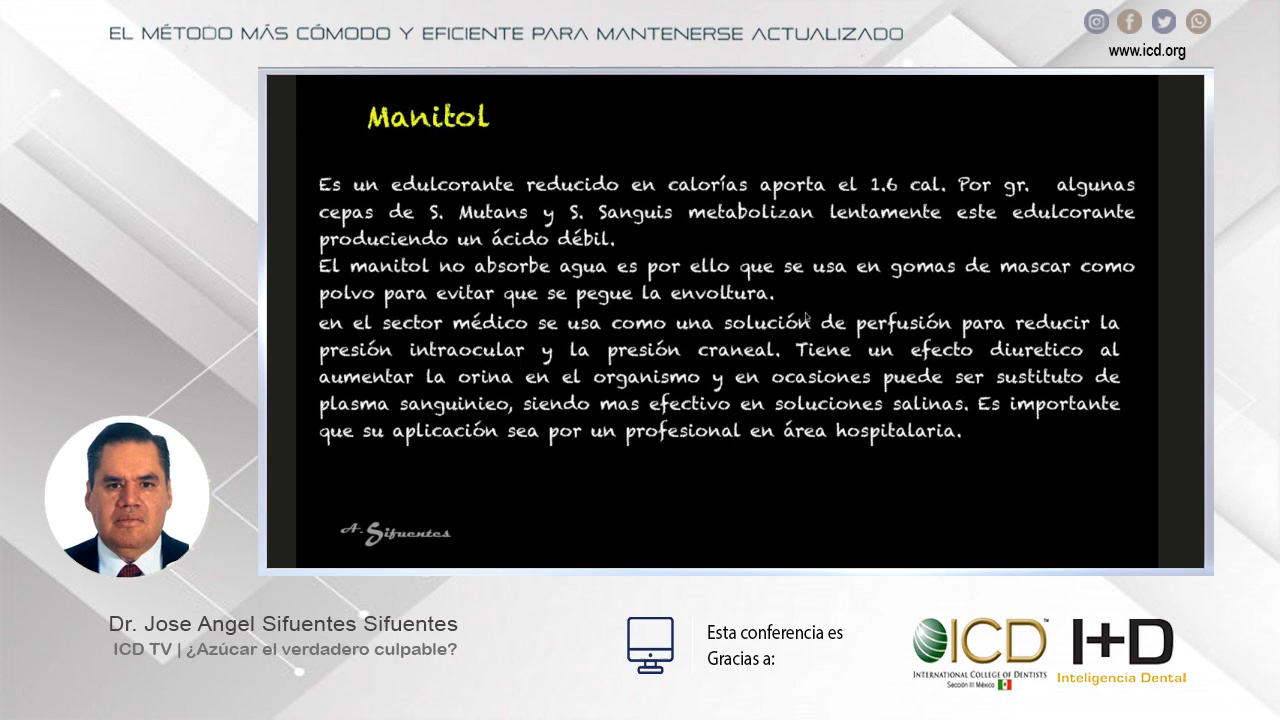 EL MÉTODO MÁS CÓMODO Y EFICIENTE PARA MANTENERSE ACTUALIZADO
www.icd.org
Manitol
Es un edulcorante reducido en calorías aporta el 1.6 cal. Por gr. algunas
cepas de S. Mutans y S. Sanguis metabolizan lentamente este edulcorante
produciendo un ácido débil.
El manitol no absorbe agua es por ello que se usa en gomas de mascar como
polvo para evitar que se pegue la envoltura.
en el sector médico se usa como una solución de perfusión para reducir la
presión intraocular y la presión craneal. Tiene un efecto diuretico al
aumentar la orina en el organismo y en ocasiones puede ser sustituto de
plasma sanguinieo, siendo mas efectivo en soluciones salinas. Es importante
que su aplicación sea por un profesional en área hospitalaria.
A. Sifuentes
Dr. Jose Angel Sifuentes Sifuentes
ICD TV | ¿Azúcar el verdadero culpable?
Esta conferencia es
Gracias a:
ICD™
INTERNATIONAL COLLEGE OF DENTISTS
Sección III México
I+D
Inteligencia Dental